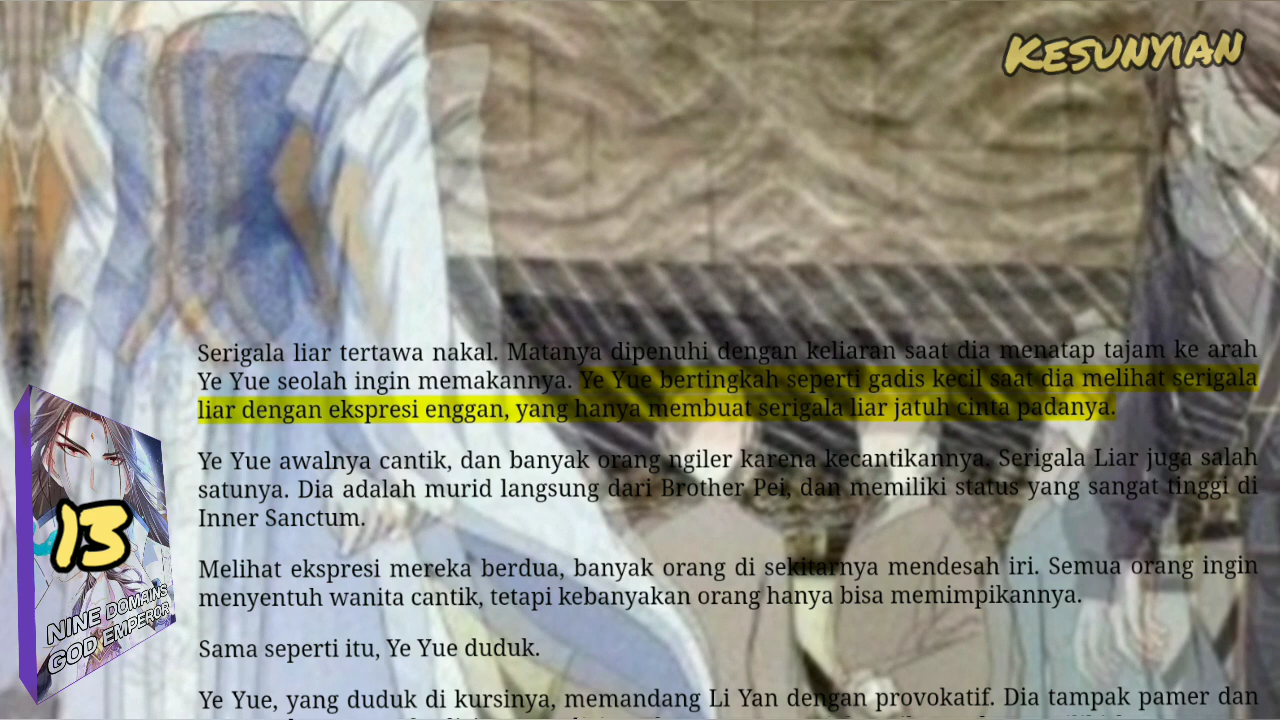 Kesunyian
Serigala liar tertawa nakal. Matanya dipenuhi dengan keliaran saat dia menatap tajam ke arah
Ye Yue seolah ingin memakannya. Ye Yue bertingkah seperti gadis kecil saat dia melihat serigala
liar dengan ekspresi enggan, yang hanya membuat serigala liar jatuh cinta padanya.
Ye Yue awalnya cantik, dan banyak orang ngiler karena kecantikannya. Serigala Liar juga salah
satunya. Dia adalah murid langsung dari Brother Pei, dan memiliki status yang sangat tinggi di
Inner Sanctum.
Melihat ekspresi mereka berdua, banyak orang di sekitarnya mendesah iri. Semua orang ingin
menyentuh wanita cantik, tetapi kebanyakan orang hanya bisa memimpikannya.
Sama seperti itu, Ye Yue duduk.
Ye Yue, yang duduk di kursinya, memandang Li Yan dengan provokatif. Dia tampak pamer dan
13
NINE DOMAINS
GOD EMPEROR